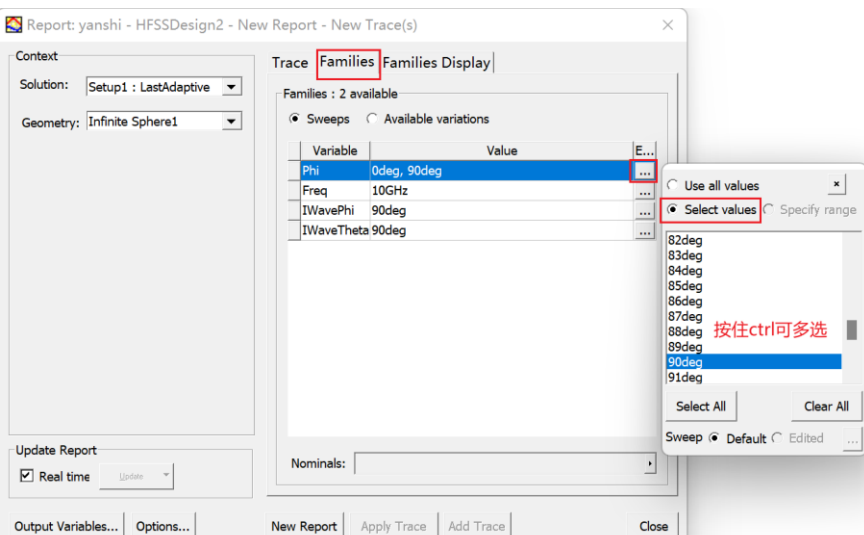 Report: yanshi - HFSSDesign2 - New Report - New Trace(s)
Context
Solution: Setup1 : LastAdaptive
Geometry: Infinite Sphere1
Trace Families Families Display
Families : 2 available
Sweeps Available variations
Variable Value E...
Phi 0deg, 90deg ...
Freq 10GHz ...
IWavePhi 90deg ...
IWaveTheta 90deg ...
Nominals:
Update Report
Real time Update
Output Variables... Options... New Report Apply Trace Add Trace Close
Use all values x
Select values Specify range
82deg
83deg
84deg
85deg
86deg
87deg
88deg
89deg
90deg
91deg
按住ctrl可多选
Select All Clear All
Sweep Default Edited ...